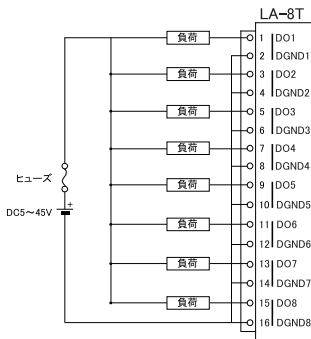 LA-8T
負荷 1 DO1
2 DGND1
負荷 3 DO2
4 DGND2
負荷 5 DO3
6 DGND3
負荷 7 DO4
8 DGND4
ヒューズ
負荷 9 DO5
10 DGND5
+
DC5～45V
負荷 11 DO6
12 DGND6
負荷 13 DO7
14 DGND7
負荷 15 DO8
16 DGND8